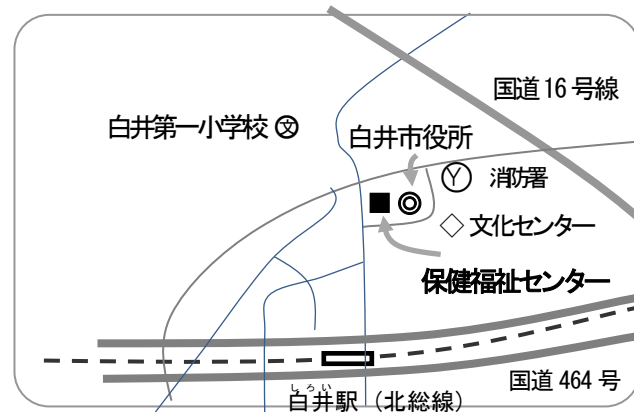 国道16号線
白井第一小学校 文
白井市役所
Y 消防署
文化センター
保健福祉センター
国道464号
しろい
白井駅（北総線）